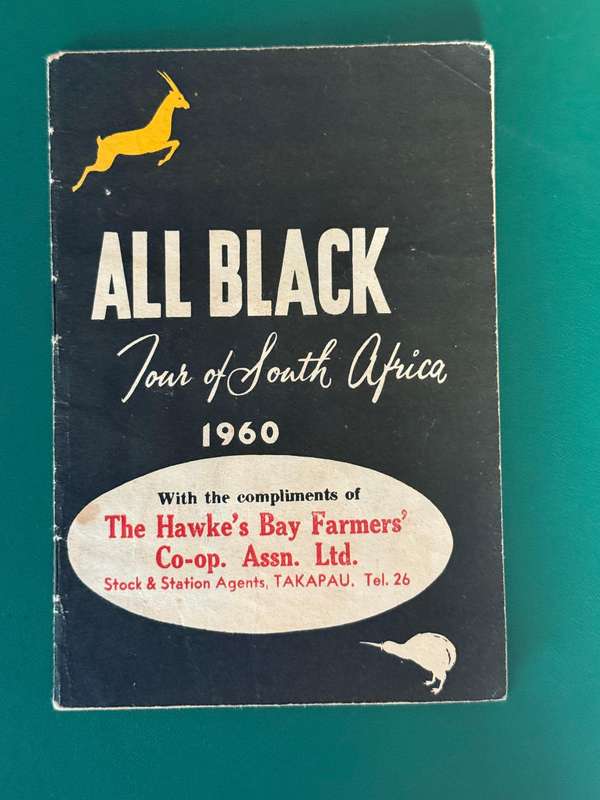 ALL BLACK
Tour of South Africa
1960
With the compliments of
The Hawke's Bay Farmers'
Co-op. Assn. Ltd.
Stock & Station Agents, TAKAPAU. Tel. 26